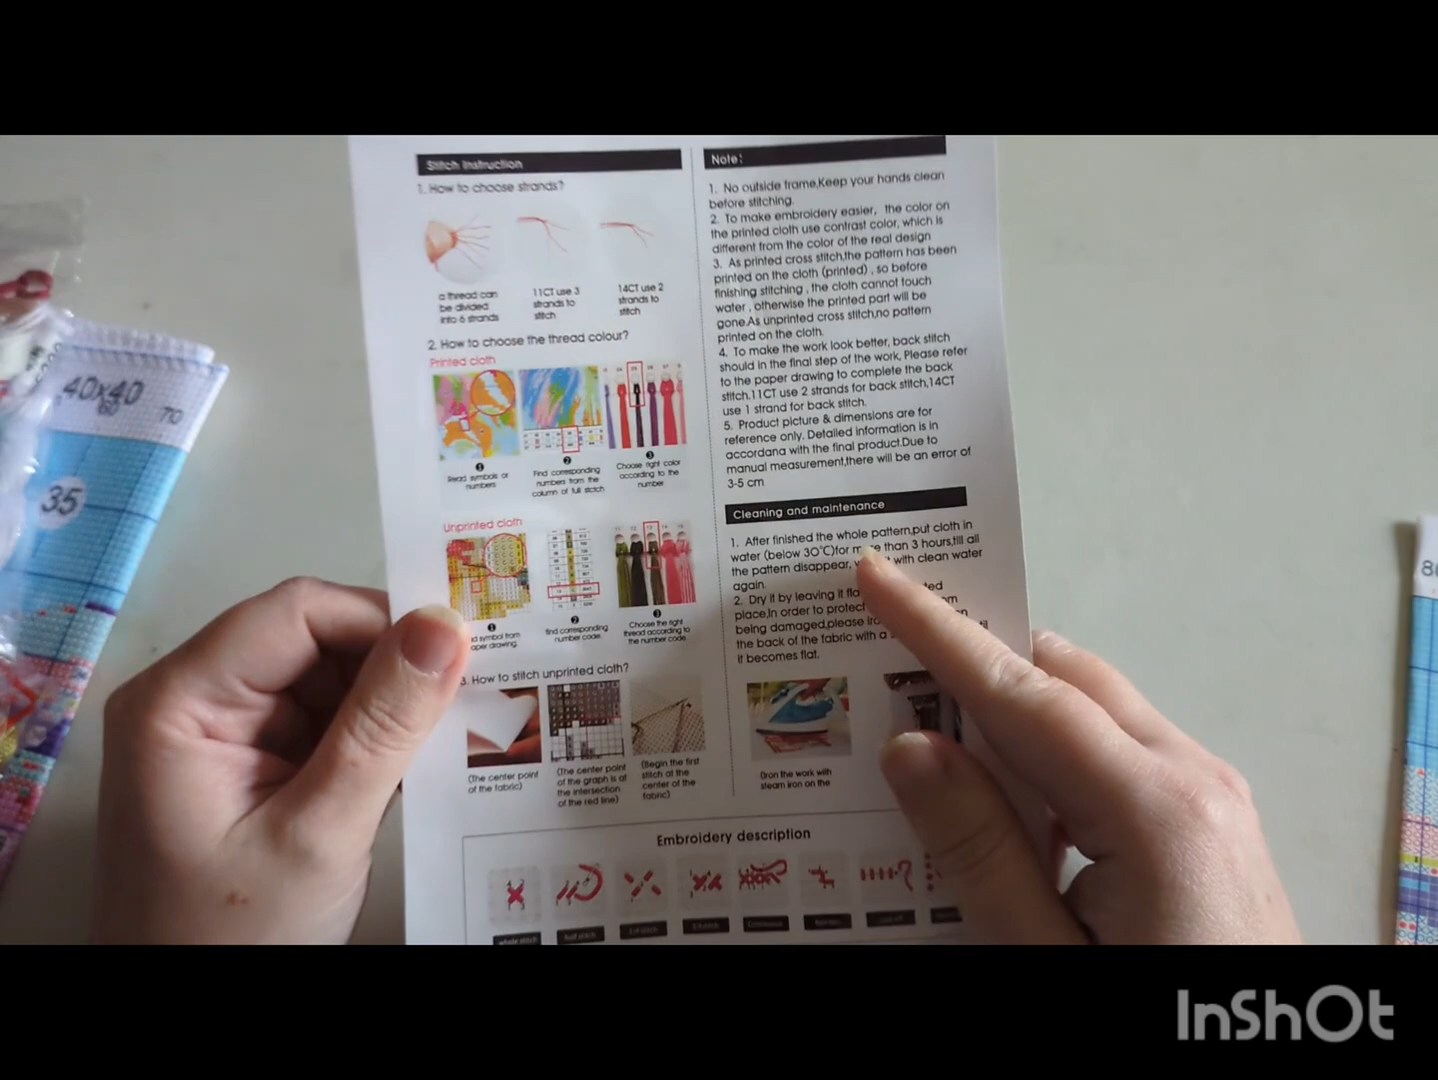 Stitch Instruction
1. How to choose strands?
a thread can
be divided
into 6 strands
11CT use 3
strands to
stitch
14CT use 2
strands to
stitch
2. How to choose the thread colour?
Printed cloth
Read symbols or
numbers
Find corresponding
numbers from the
column of full stctch
Choose right color
according to the
number
Unprinted cloth
symbol from
drawing.
find corresponding
number code.
Choose the right
thread according to
the number code
3. How to stitch unprinted cloth?
(The center point
of the fabric)
(The center point
of the graph is at
the intersection
of the red line)
(Begin the first
stitch at the
center of the
fabric)
Note:
1. No outside frame,Keep your hands clean
before stitching.
2. To make embroidery easier, the color on
the printed cloth use contrast color, which is
different from the color of the real design
3. As printed cross stitch,the pattern has been
printed on the cloth (printed) , so before
finishing stitching , the cloth cannot touch
water , otherwise the printed part will be
gone.As unprinted cross stitch,no pattern
printed on the cloth.
4. To make the work look better, back stitch
should in the final step of the work, Please refer
to the paper drawing to complete the back
stitch.11CT use 2 strands for back stitch,14CT
use 1 strand for back stitch.
5. Product picture & dimensions are for
reference only. Detailed information is in
accordana with the final product.Due to
manual measurement,there will be an error of
3-5 cm
Cleaning and maintenance
1. After finished the whole pattern,put cloth in
water (below 30°C)for more than 3 hours,till all
the pattern disappear, with clean water
again.
2. Dry it by leaving it
place,In order to protect
being damaged,please
the back of the fabric with a
it becomes flat.
(Iron the work with
steam iron on the
Embroidery description
whole stitch
Half stitch
40x40
60
70
35
80
InShOt